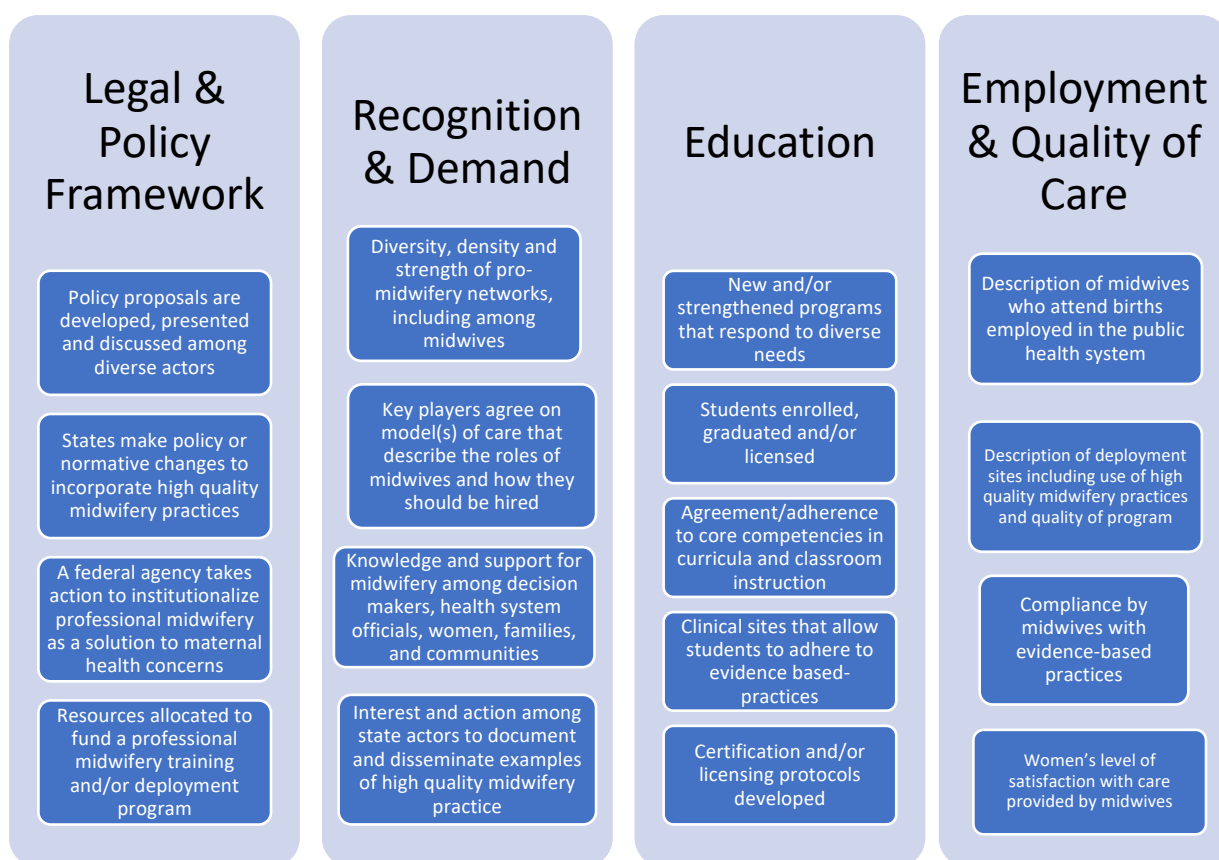 Legal &
Policy
Framework
Policy proposals are
developed, presented
and discussed among
diverse actors
States make policy or
normative changes to
incorporate high quality
midwifery practices
A federal agency takes
action to institutionalize
professional midwifery
as a solution to maternal
health concerns
Resources allocated to
fund a professional
midwifery training
and/or deployment
program
Recognition
& Demand
Diversity, density and
strength of pro-
midwifery networks,
including among
midwives
Key players agree on
model(s) of care that
describe the roles of
midwives and how they
should be hired
Knowledge and support for
midwifery among decision
makers, health system
officials, women, families,
and communities
Interest and action among
state actors to document
and disseminate examples
of high quality midwifery
practice
Education
New and/or
strengthened programs
that respond to diverse
needs
Students enrolled,
graduated and/or
licensed
Agreement/adherence
to core competencies in
curricula and classroom
instruction
Clinical sites that allow
students to adhere to
evidence based-
practices
Certification and/or
licensing protocols
developed
Employment
& Quality of
Care
Description of midwives
who attend births
employed in the public
health system
Description of deployment
sites including use of high
quality midwifery practices
and quality of program
Compliance by
midwives with
evidence-based
practices
Women’s level of
satisfaction with care
provided by midwives